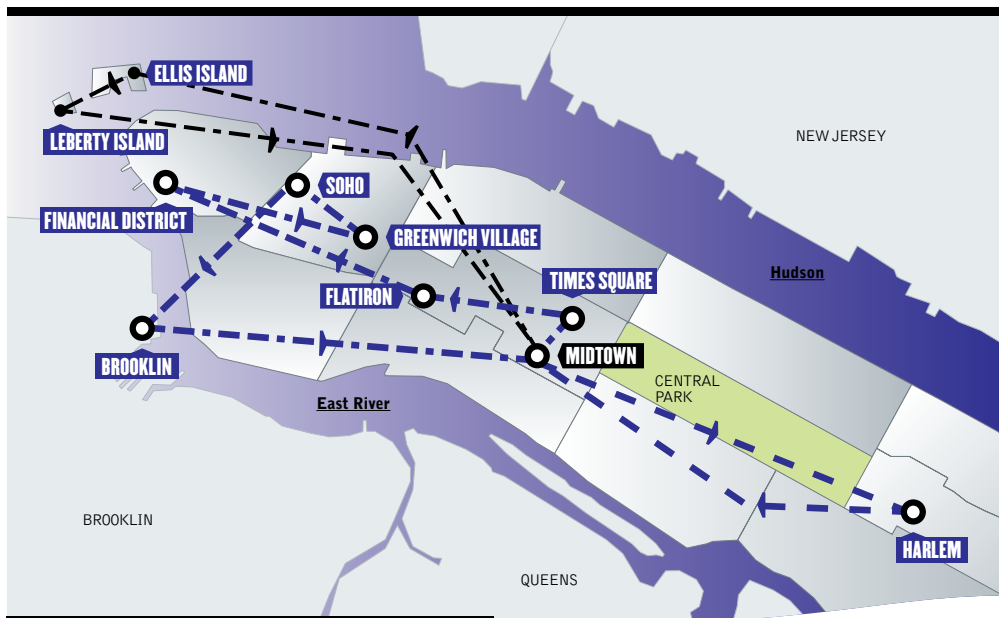 ELLIS ISLAND
LEBERTY ISLAND
NEW JERSEY
SOHO
FINANCIAL DISTRICT
GREENWICH VILLAGE
Hudson
TIMES SQUARE
FLATIRON
MIDTOWN
BROOKLIN
CENTRAL
PARK
East River
BROOKLIN
HARLEM
QUEENS